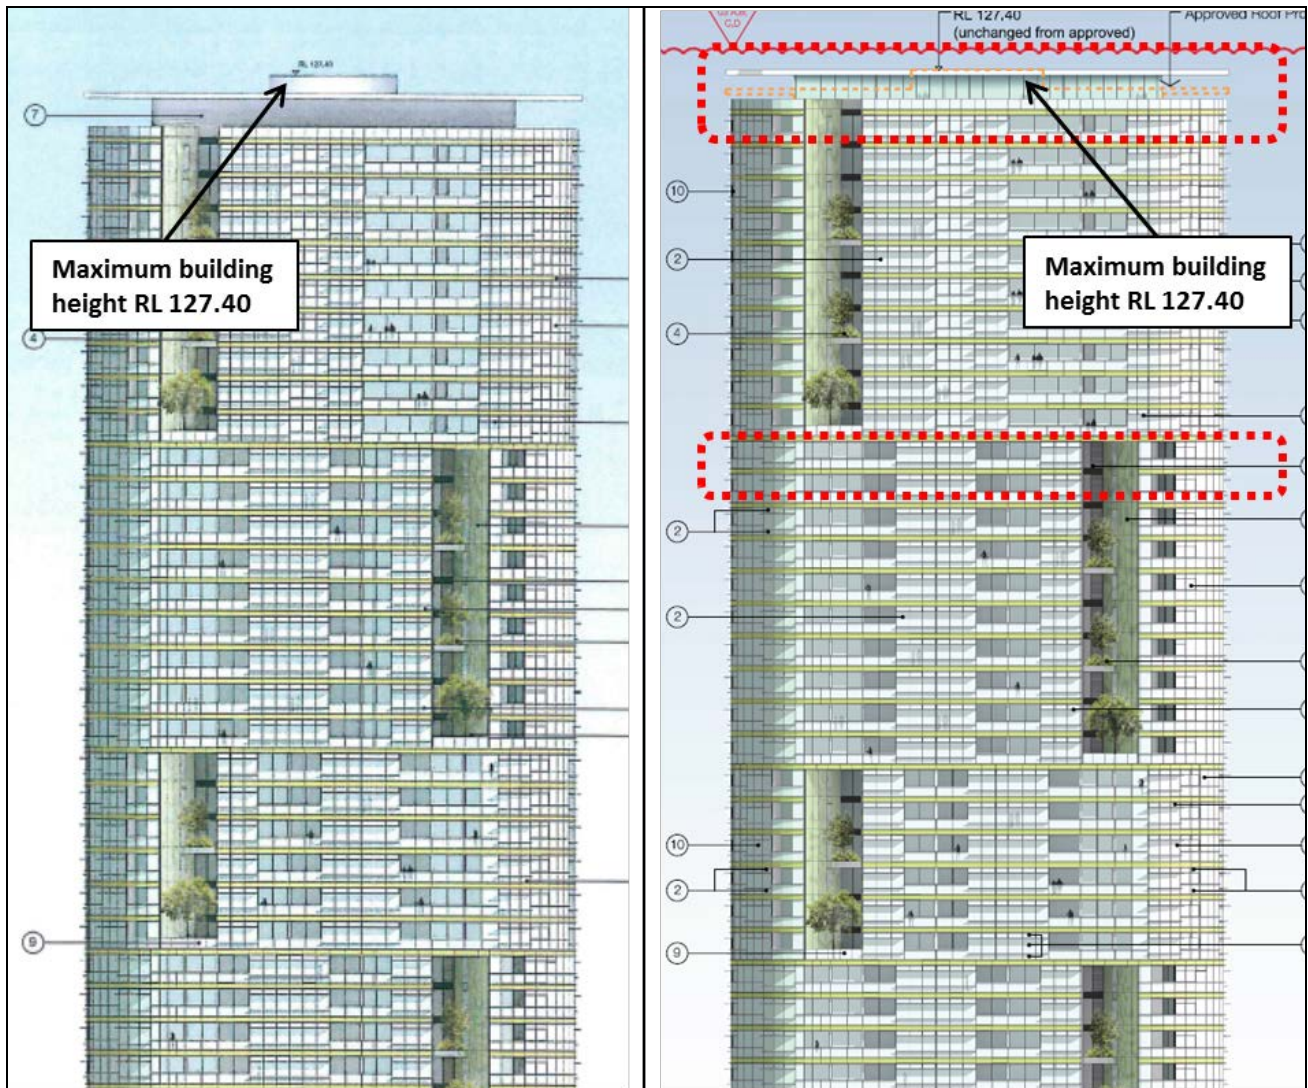 RL 127.40
7
Maximum building
height RL 127.40
4
9
C,D
RL 127.40
(unchanged from approved)
Approved Roof Pro
10
2
Maximum building
height RL 127.40
4
2
2
10
2
9